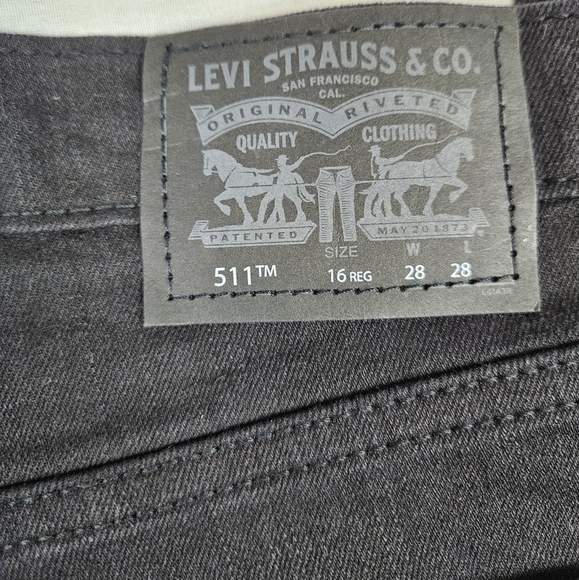 LEVI STRAUSS & CO.
SAN FRANCISCO
CAL.
ORIGINAL RIVETED
QUALITY CLOTHING
PATENTED MAY 20 1873
SIZE W L
511™ 16 REG 28 28